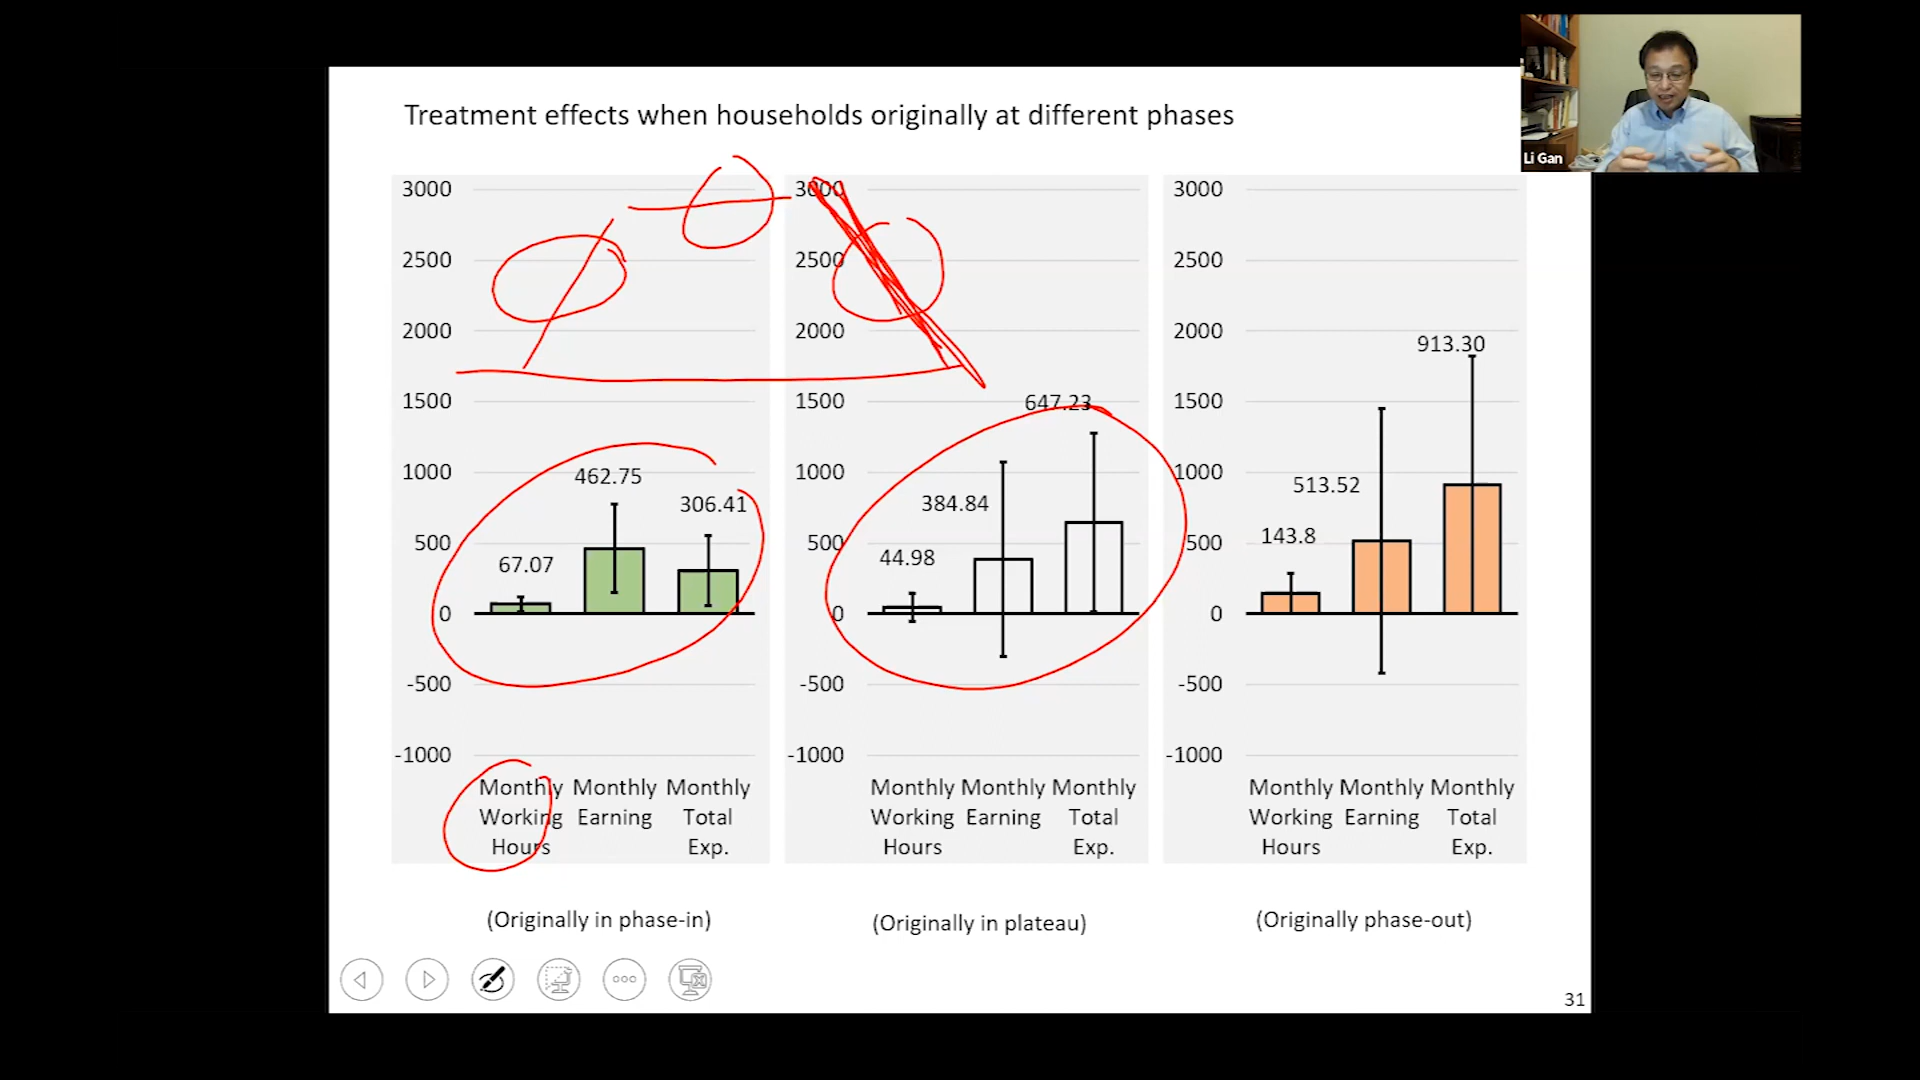 Li Gan
Treatment effects when households originally at different phases
3000
2500
2000
1500
1000
500
0
-500
-1000
67.07
462.75
306.41
Monthly Working Hours
Monthly Earning
Monthly Total Exp.
(Originally in phase-in)
3000
2500
2000
1500
1000
500
0
-500
-1000
44.98
384.84
647.23
Monthly Working Hours
Monthly Earning
Monthly Total Exp.
(Originally in plateau)
3000
2500
2000
1500
1000
500
0
-500
-1000
143.8
513.52
913.30
Monthly Working Hours
Monthly Earning
Monthly Total Exp.
(Originally phase-out)
31